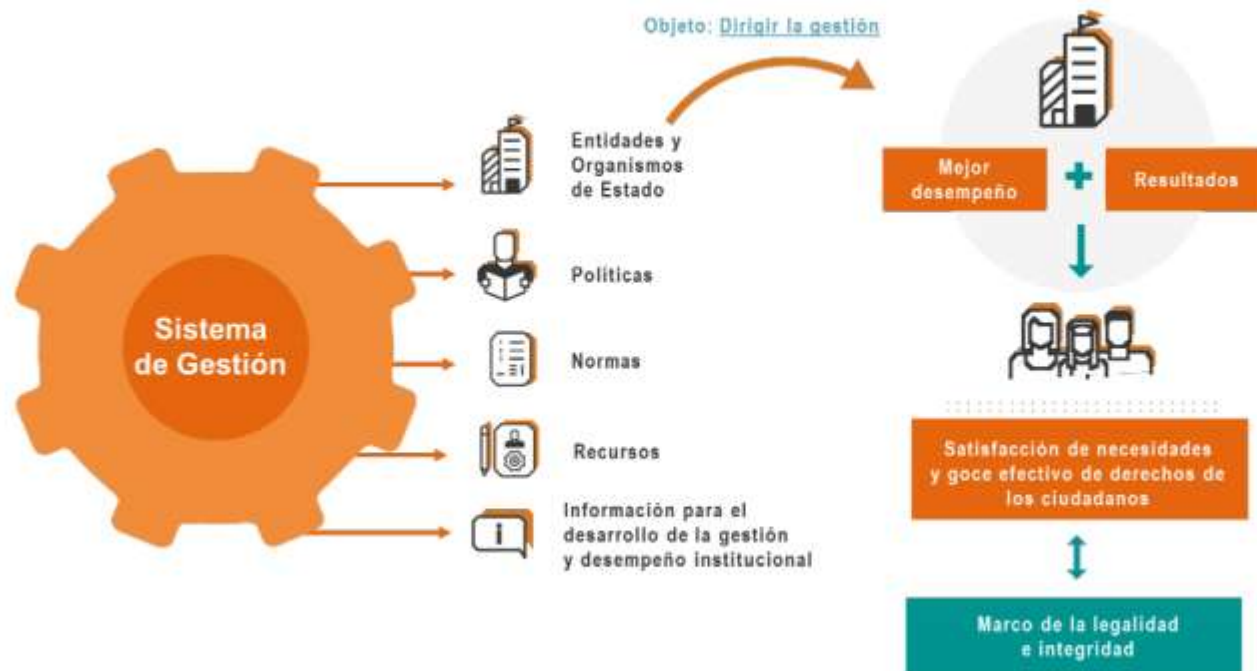 Objeto: Dirigir la gestión
Sistema
de Gestión
Entidades y
Organismos
de Estado
Políticas
Normas
Recursos
i
Información para el
desarrollo de la gestión
y desempeño institucional
Mejor
desempeño
Resultados
Satisfacción de necesidades
y goce efectivo de derechos de
los ciudadanos
Marco de la legalidad
e integridad